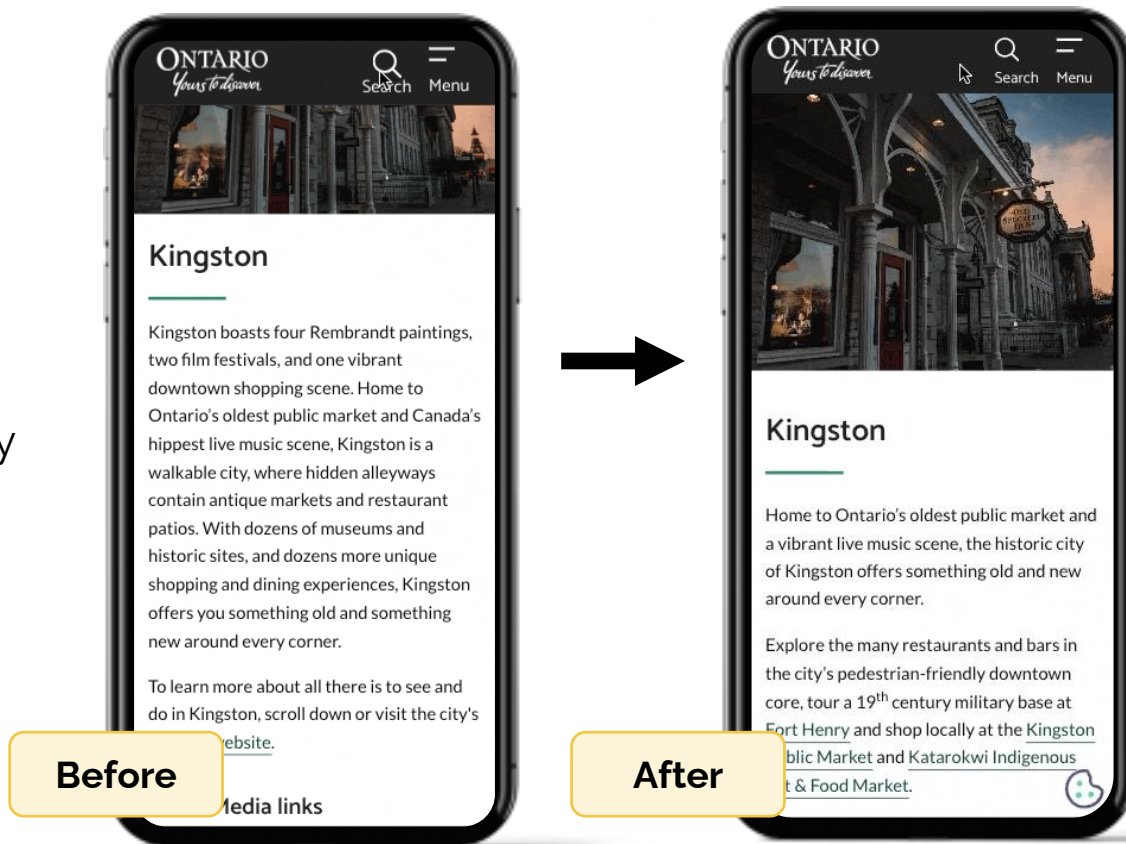 y
ONTARIO
Yours to discover
Search
Menu
Kingston
Kingston boasts four Rembrandt paintings,
two film festivals, and one vibrant
downtown shopping scene. Home to
Ontario’s oldest public market and Canada’s
hippest live music scene, Kingston is a
walkable city, where hidden alleyways
contain antique markets and restaurant
patios. With dozens of museums and
historic sites, and dozens more unique
shopping and dining experiences, Kingston
offers you something old and something
new around every corner.
To learn more about all there is to see and
do in Kingston, scroll down or visit the city's
ebsite.
Media links
Before
ONTARIO
Yours to discover
Search
Menu
Kingston
Home to Ontario’s oldest public market and
a vibrant live music scene, the historic city
of Kingston offers something old and new
around every corner.
Explore the many restaurants and bars in
the city’s pedestrian-friendly downtown
core, tour a 19th century military base at
Fort Henry and shop locally at the Kingston
blic Market and Katarokwi Indigenous
t & Food Market.
After